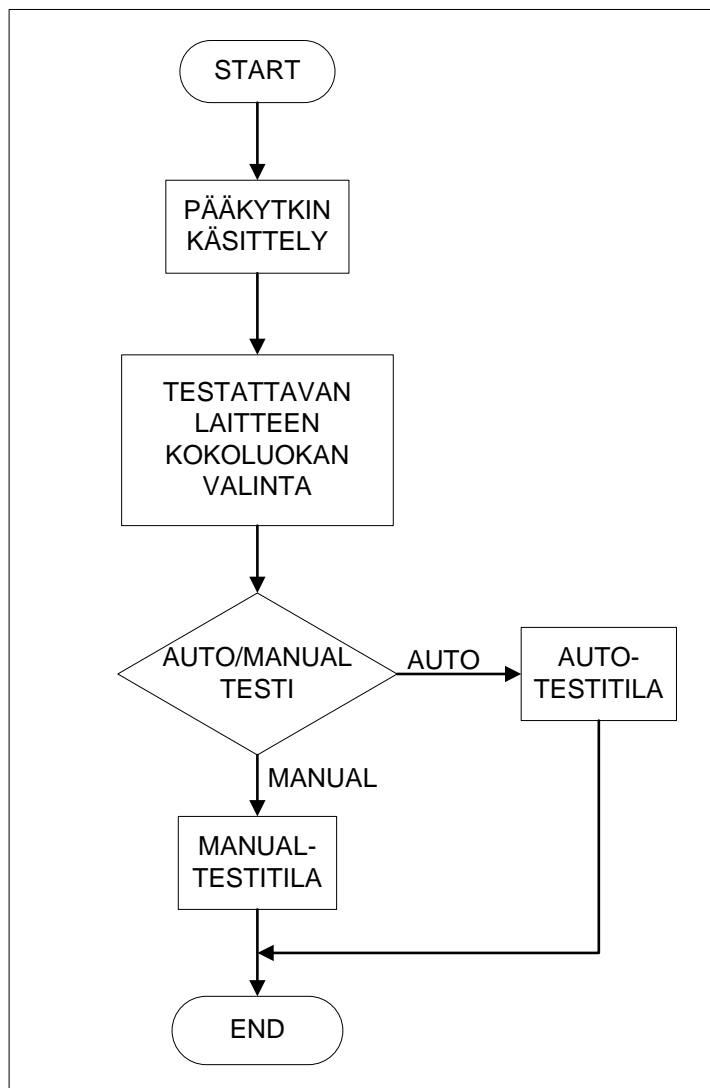 START
PÄÄKYTKIN
KÄSITTELY
TESTATTAVAN
LAITTEEN
KOKOLUOKAN
VALINTA
AUTO/MANUAL
TESTI
AUTO
AUTO-
TESTITILA
MANUAL
MANUAL-
TESTITILA
END